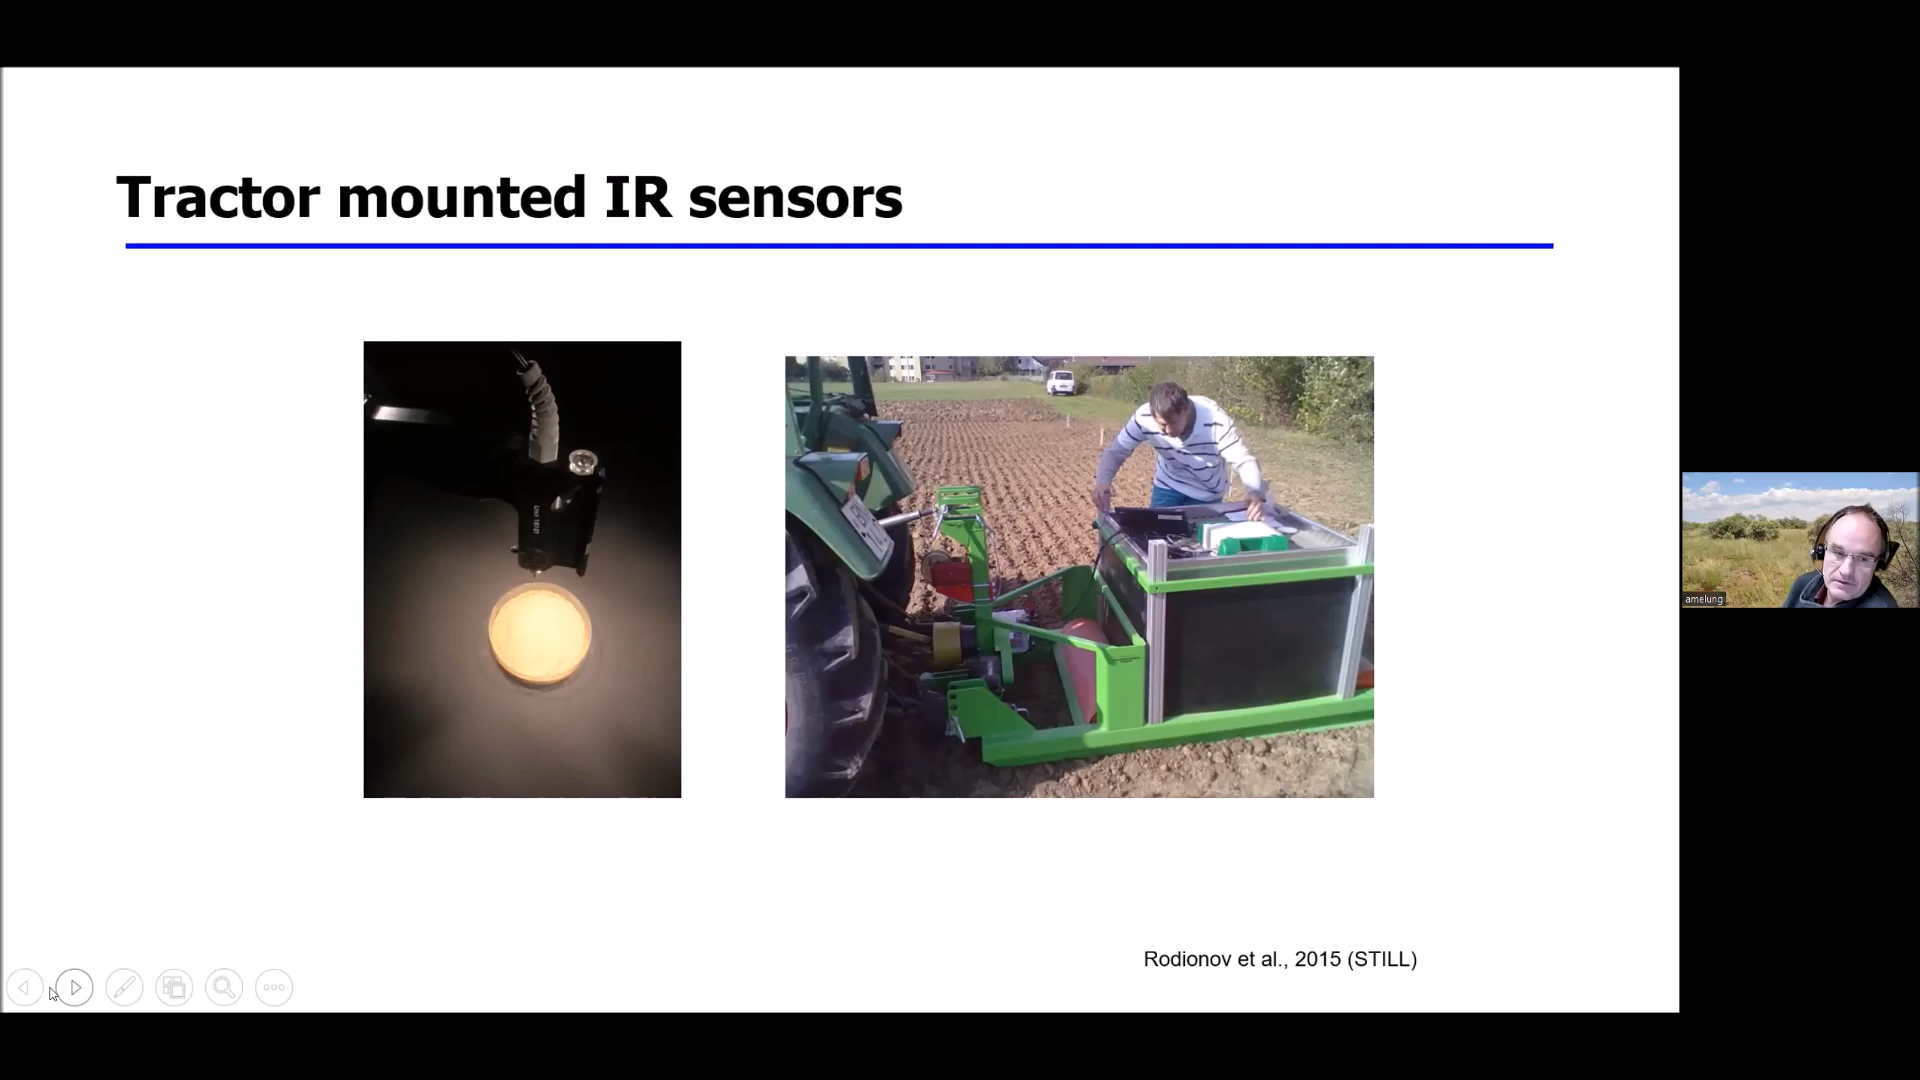 Tractor mounted IR sensors
Rodionov et al., 2015 (STILL)
amelung